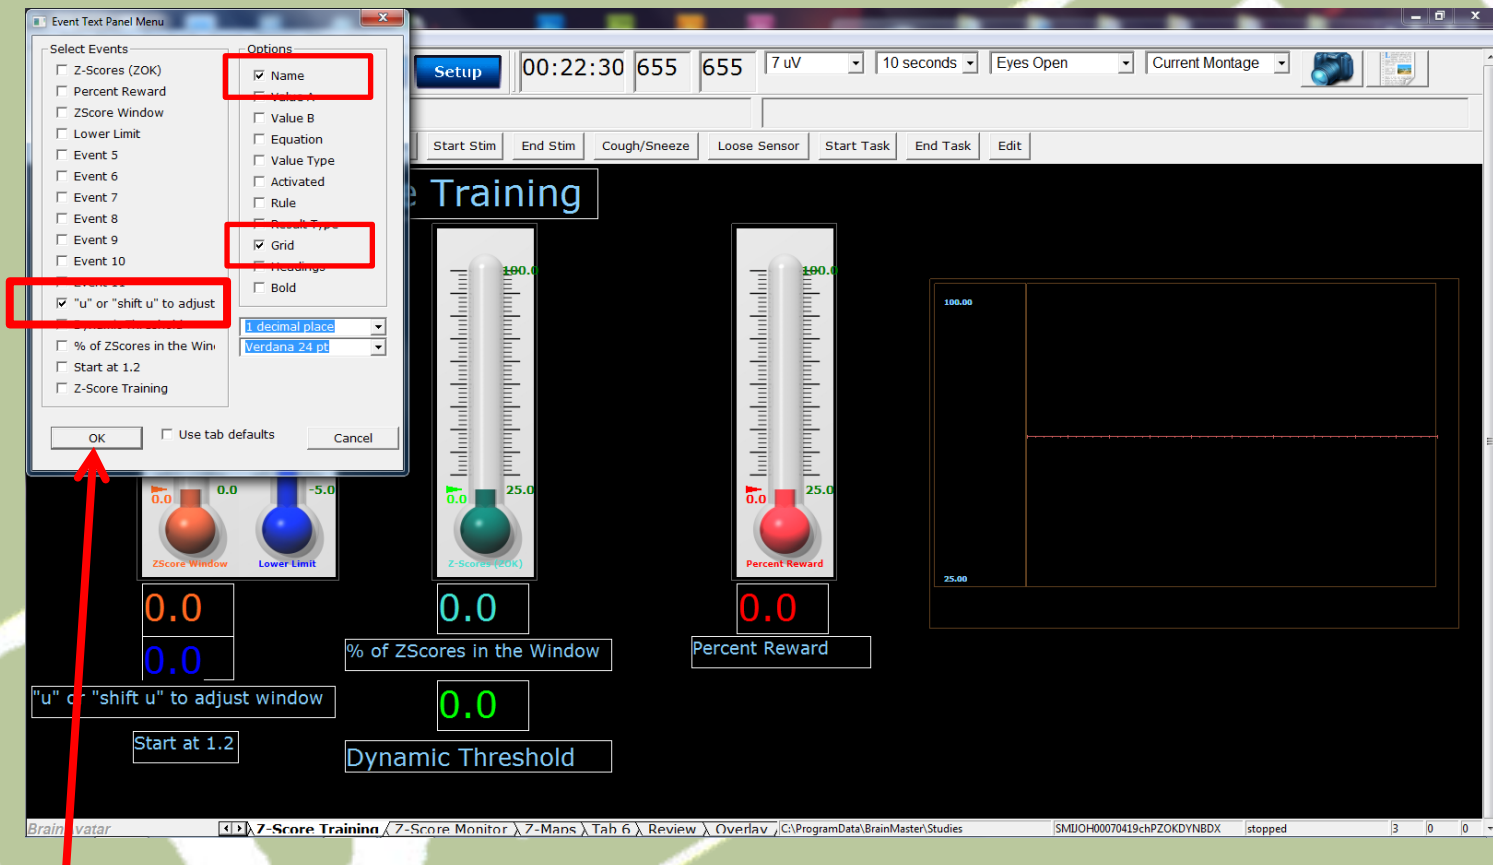 Event Text Panel Menu
Select Events
Z-Scores (ZOK)
Percent Reward
ZScore Window
Lower Limit
Event 5
Event 6
Event 7
Event 8
Event 9
Event 10
"u" or "shift u" to adjust
% of ZScores in the Win
Start at 1.2
Z-Score Training
Options
Name
Value A
Value B
Equation
Value Type
Activated
Rule
Result Type
Grid
Headings
Bold
1 decimal place
Verdana 24 pt
OK
Use tab defaults
Cancel
Setup
00:22:30
655
655
7 uV
10 seconds
Eyes Open
Current Montage
Start Stim
End Stim
Cough/Sneeze
Loose Sensor
Start Task
End Task
Edit
e Training
100.0
100.0
100.00
0.0
0.0
-5.0
0.0
25.0
0.0
25.0
25.00
ZScore Window
Lower Limit
Z-Scores (ZOK)
Percent Reward
0.0
0.0
0.0
0.0
% of ZScores in the Window
Percent Reward
"u" or "shift u" to adjust window
0.0
Start at 1.2
Dynamic Threshold
Z-Score Training
Z-Score Monitor
Z-Maps
Tab 6
Review
Overlay
C:\ProgramData\BrainMaster\Studies
SMIJOH00070419chPZOKDYNBDX
stopped
3
0
0